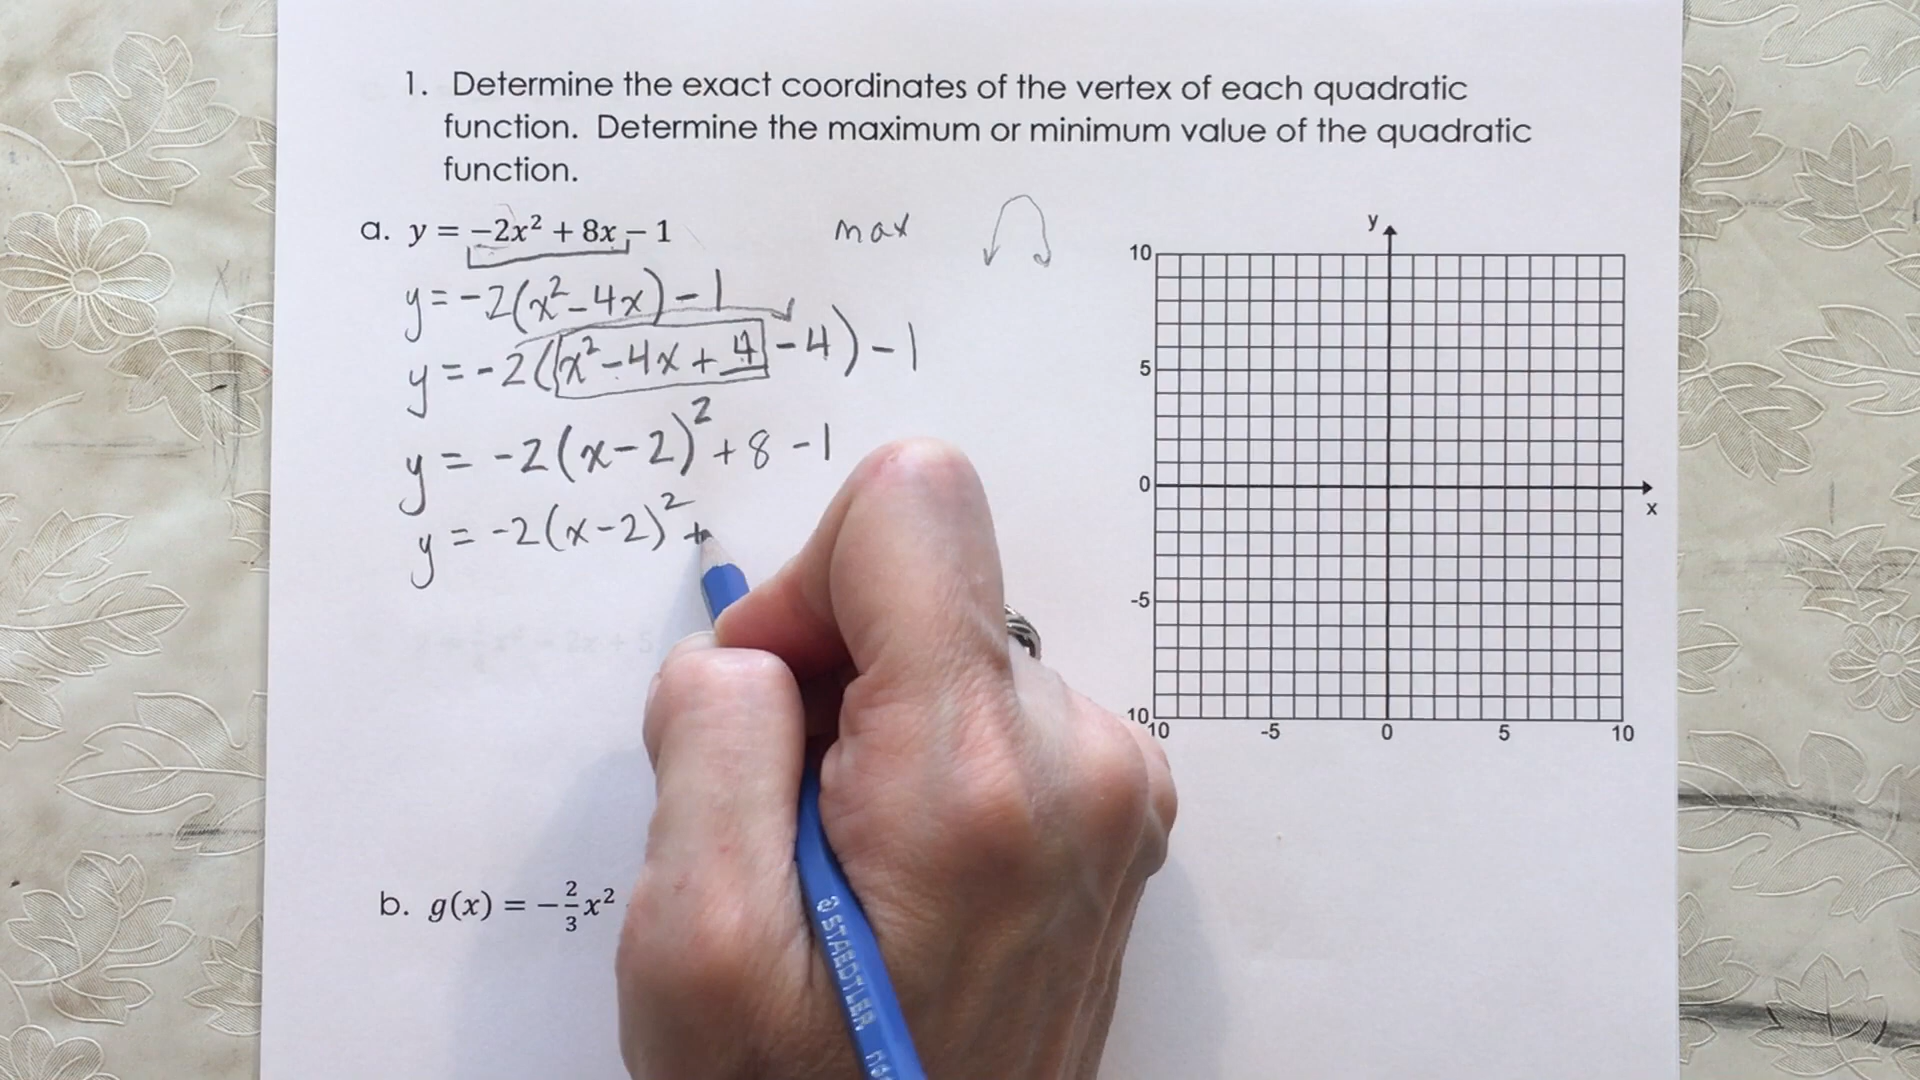 1. Determine the exact coordinates of the vertex of each quadratic
function. Determine the maximum or minimum value of the quadratic
function.
a. y = −2x² + 8x − 1
max
y = -2(x² - 4x) - 1
y = -2(x² - 4x + 4 - 4) - 1
y = -2(x - 2)² + 8 - 1
y = -2(x - 2)² +
b. g(x) = −2/3x²
y
10
5
0
x
-5
10
10
-5
0
5
10
STAEDTLER